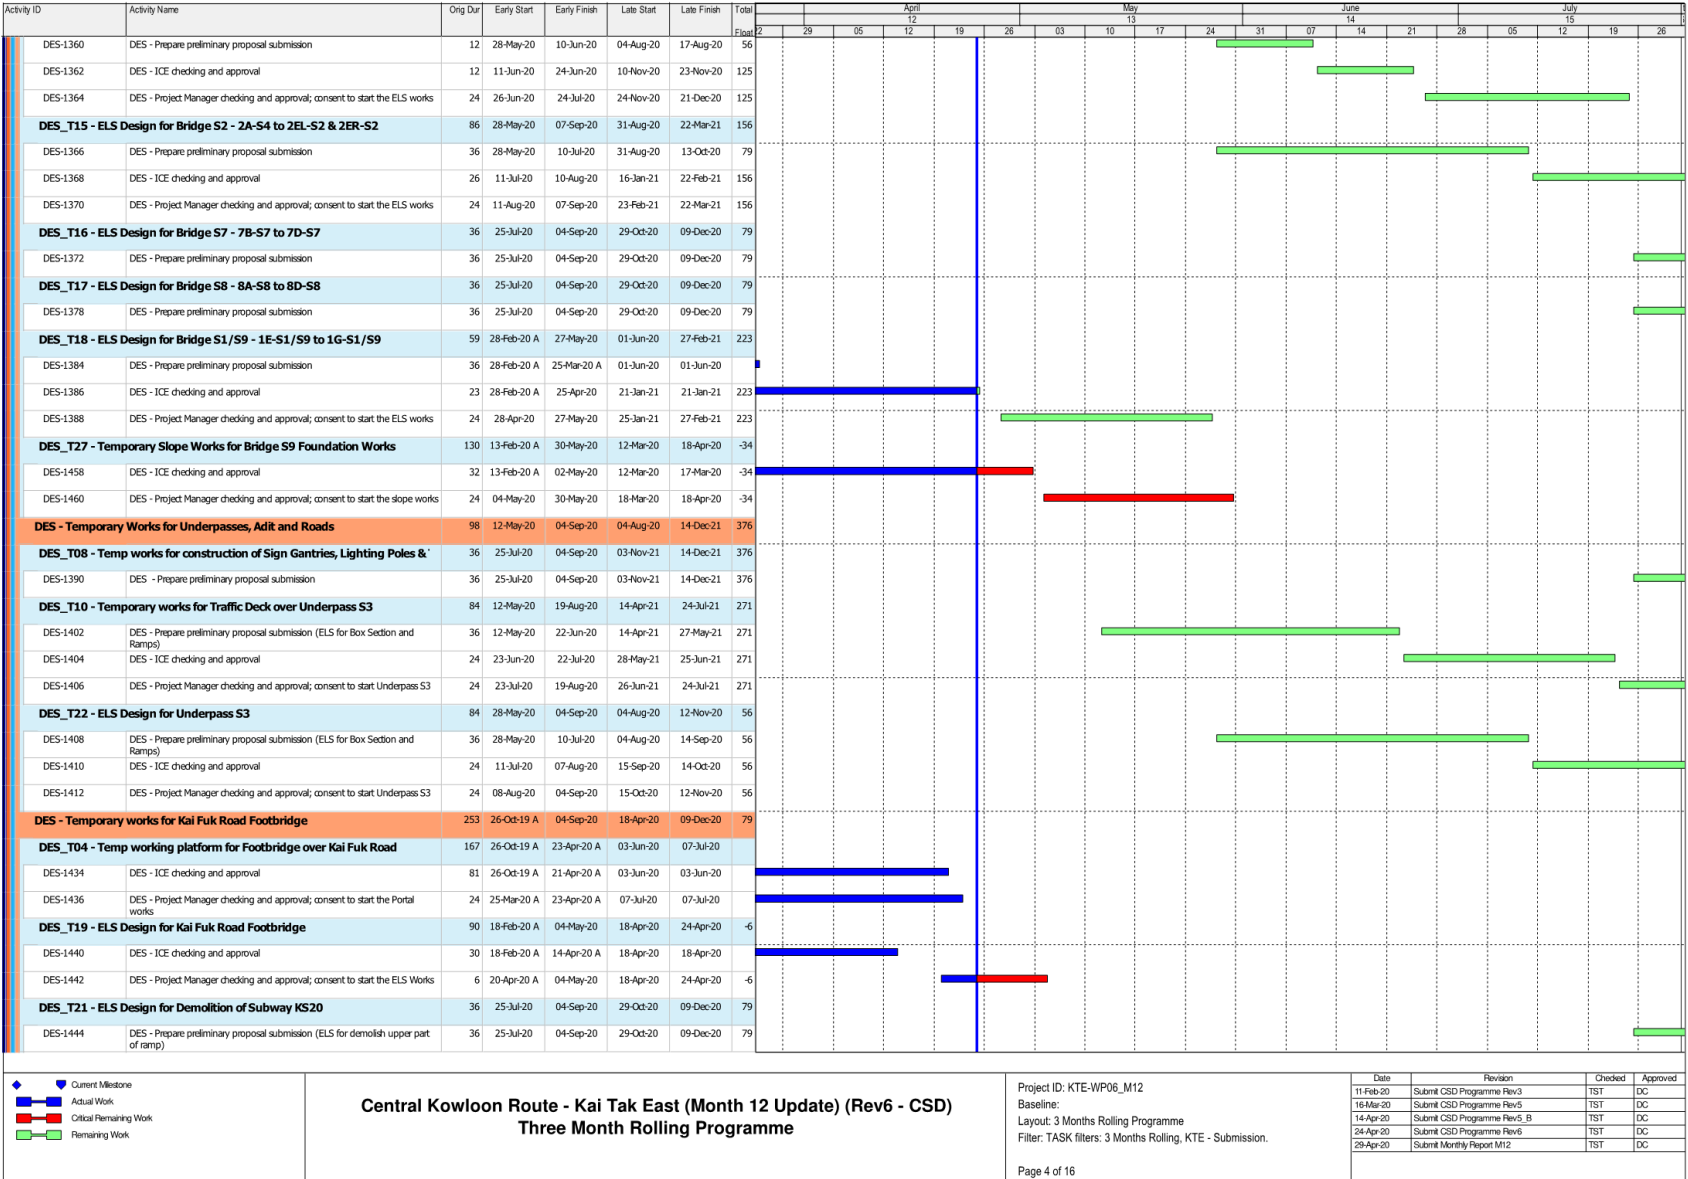 Activity ID Activity Name Orig Dur Early Start Early Finish Late Start Late Finish Total Float
April May June July
12 13 14 15
22 29 05 12 19 26 03 10 17 24 31 07 14 21 28 05 12 19 26
DES-1360 DES - Prepare preliminary proposal submission 12 28-May-20 10-Jun-20 04-Aug-20 17-Aug-20 56
DES-1362 DES - ICE checking and approval 12 11-Jun-20 24-Jun-20 10-Nov-20 23-Nov-20 125
DES-1364 DES - Project Manager checking and approval; consent to start the ELS works 24 26-Jun-20 24-Jul-20 24-Nov-20 21-Dec-20 125
DES_T15 - ELS Design for Bridge S2 - 2A-S4 to 2EL-S2 & 2ER-S2 86 28-May-20 07-Sep-20 31-Aug-20 22-Mar-21 156
DES-1366 DES - Prepare preliminary proposal submission 36 28-May-20 10-Jul-20 31-Aug-20 13-Oct-20 79
DES-1368 DES - ICE checking and approval 26 11-Jul-20 10-Aug-20 16-Jan-21 22-Feb-21 156
DES-1370 DES - Project Manager checking and approval; consent to start the ELS works 24 11-Aug-20 07-Sep-20 23-Feb-21 22-Mar-21 156
DES_T16 - ELS Design for Bridge S7 - 7B-S7 to 7D-S7 36 25-Jul-20 04-Sep-20 29-Oct-20 09-Dec-20 79
DES-1372 DES - Prepare preliminary proposal submission 36 25-Jul-20 04-Sep-20 29-Oct-20 09-Dec-20 79
DES_T17 - ELS Design for Bridge S8 - 8A-S8 to 8D-S8 36 25-Jul-20 04-Sep-20 29-Oct-20 09-Dec-20 79
DES-1378 DES - Prepare preliminary proposal submission 36 25-Jul-20 04-Sep-20 29-Oct-20 09-Dec-20 79
DES_T18 - ELS Design for Bridge S1/S9 - 1E-S1/S9 to 1G-S1/S9 59 28-Feb-20 A 27-May-20 01-Jun-20 27-Feb-21 223
DES-1384 DES - Prepare preliminary proposal submission 36 28-Feb-20 A 25-Mar-20 A 01-Jun-20 01-Jun-20
DES-1386 DES - ICE checking and approval 23 28-Feb-20 A 25-Apr-20 21-Jan-21 21-Jan-21 223
DES-1388 DES - Project Manager checking and approval; consent to start the ELS works 24 28-Apr-20 27-May-20 25-Jan-21 27-Feb-21 223
DES_T27 - Temporary Slope Works for Bridge S9 Foundation Works 130 13-Feb-20 A 30-May-20 12-Mar-20 18-Apr-20 -34
DES-1458 DES - ICE checking and approval 32 13-Feb-20 A 02-May-20 12-Mar-20 17-Mar-20 -34
DES-1460 DES - Project Manager checking and approval; consent to start the slope works 24 04-May-20 30-May-20 18-Mar-20 18-Apr-20 -34
DES - Temporary Works for Underpasses, Adit and Roads 98 12-May-20 04-Sep-20 04-Aug-20 14-Dec-21 376
DES_T08 - Temp works for construction of Sign Gantries, Lighting Poles & 36 25-Jul-20 04-Sep-20 03-Nov-21 14-Dec-21 376
DES-1390 DES - Prepare preliminary proposal submission 36 25-Jul-20 04-Sep-20 03-Nov-21 14-Dec-21 376
DES_T10 - Temporary works for Traffic Deck over Underpass S3 84 12-May-20 19-Aug-20 14-Apr-21 24-Jul-21 271
DES-1402 DES - Prepare preliminary proposal submission (ELS for Box Section and 36 12-May-20 22-Jun-20 14-Apr-21 27-May-21 271
Ramps)
DES-1404 DES - ICE checking and approval 24 23-Jun-20 22-Jul-20 28-May-21 25-Jun-21 271
DES-1406 DES - Project Manager checking and approval; consent to start Underpass S3 24 23-Jul-20 19-Aug-20 26-Jun-21 24-Jul-21 271
DES_T22 - ELS Design for Underpass S3 84 28-May-20 04-Sep-20 04-Aug-20 12-Nov-20 56
DES-1408 DES - Prepare preliminary proposal submission (ELS for Box Section and 36 28-May-20 10-Jul-20 04-Aug-20 14-Sep-20 56
Ramps)
DES-1410 DES - ICE checking and approval 24 11-Jul-20 07-Aug-20 15-Sep-20 14-Oct-20 56
DES-1412 DES - Project Manager checking and approval; consent to start Underpass S3 24 08-Aug-20 04-Sep-20 15-Oct-20 12-Nov-20 56
DES - Temporary works for Kai Fuk Road Footbridge 253 26-Oct-19 A 04-Sep-20 18-Apr-20 09-Dec-20 79
DES_T04 - Temp working platform for Footbridge over Kai Fuk Road 167 26-Oct-19 A 23-Apr-20 A 03-Jun-20 07-Jul-20
DES-1434 DES - ICE checking and approval 81 26-Oct-19 A 21-Apr-20 A 03-Jun-20 03-Jun-20
DES-1436 DES - Project Manager checking and approval; consent to start the Portal 24 25-Mar-20 A 23-Apr-20 A 07-Jul-20 07-Jul-20
works
DES_T19 - ELS Design for Kai Fuk Road Footbridge 90 18-Feb-20 A 04-May-20 18-Apr-20 24-Apr-20 -6
DES-1440 DES - ICE checking and approval 30 18-Feb-20 A 14-Apr-20 A 18-Apr-20 18-Apr-20
DES-1442 DES - Project Manager checking and approval; consent to start the ELS Works 6 20-Apr-20 A 04-May-20 18-Apr-20 24-Apr-20 -6
DES_T21 - ELS Design for Demolition of Subway KS20 36 25-Jul-20 04-Sep-20 29-Oct-20 09-Dec-20 79
DES-1444 DES - Prepare preliminary proposal submission (ELS for demolish upper part 36 25-Jul-20 04-Sep-20 29-Oct-20 09-Dec-20 79
of ramp)
Current Milestone
Actual Work
Critical Remaining Work
Remaining Work
Central Kowloon Route - Kai Tak East (Month 12 Update) (Rev6 - CSD)
Three Month Rolling Programme
Project ID: KTE-WP06_M12
Baseline:
Layout: 3 Months Rolling Programme
Filter: TASK filters: 3 Months Rolling, KTE - Submission.
Page 4 of 16
Date Revision Checked Approved
11-Feb-20 Submit CSD Programme Rev3 TST DC
16-Mar-20 Submit CSD Programme Rev5 TST DC
14-Apr-20 Submit CSD Programme Rev5_B TST DC
24-Apr-20 Submit CSD Programme Rev6 TST DC
29-Apr-20 Submit Monthly Report M12 TST DC